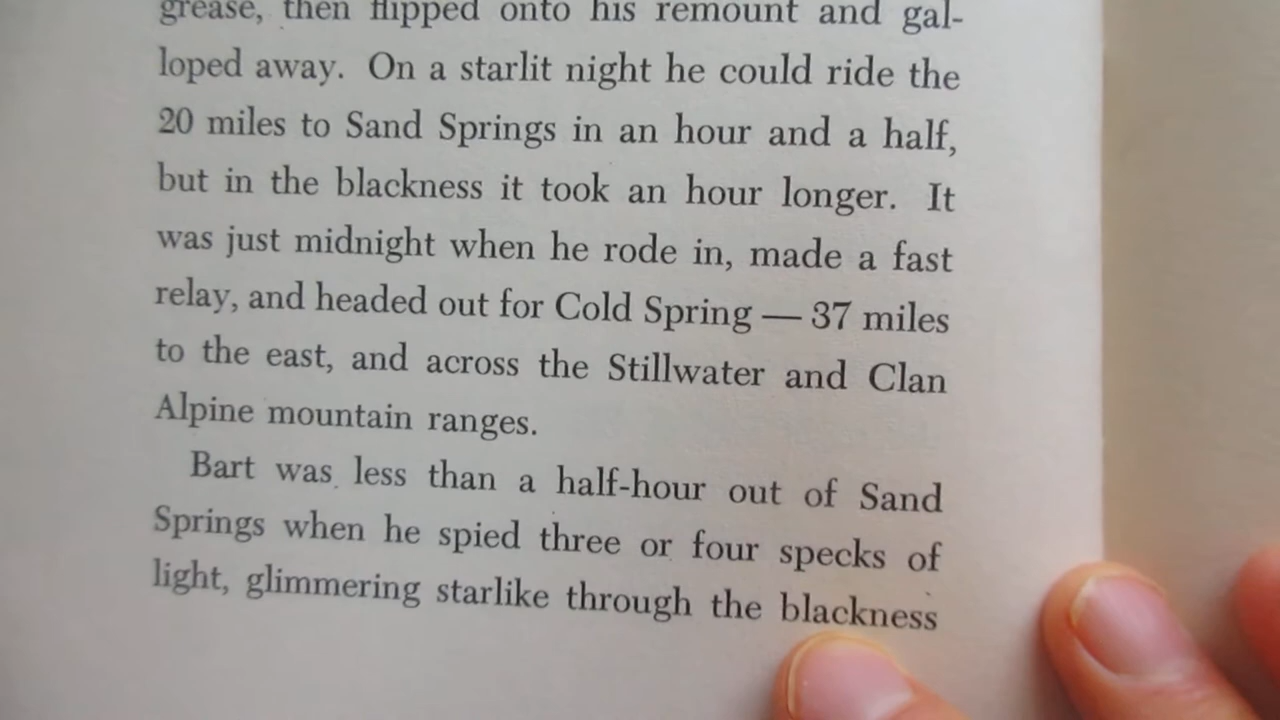 grease, then flipped onto his remount and gal-
loped away. On a starlit night he could ride the
20 miles to Sand Springs in an hour and a half,
but in the blackness it took an hour longer. It
was just midnight when he rode in, made a fast
relay, and headed out for Cold Spring — 37 miles
to the east, and across the Stillwater and Clan
Alpine mountain ranges.
Bart was less than a half-hour out of Sand
Springs when he spied three or four specks of
light, glimmering starlike through the blackness